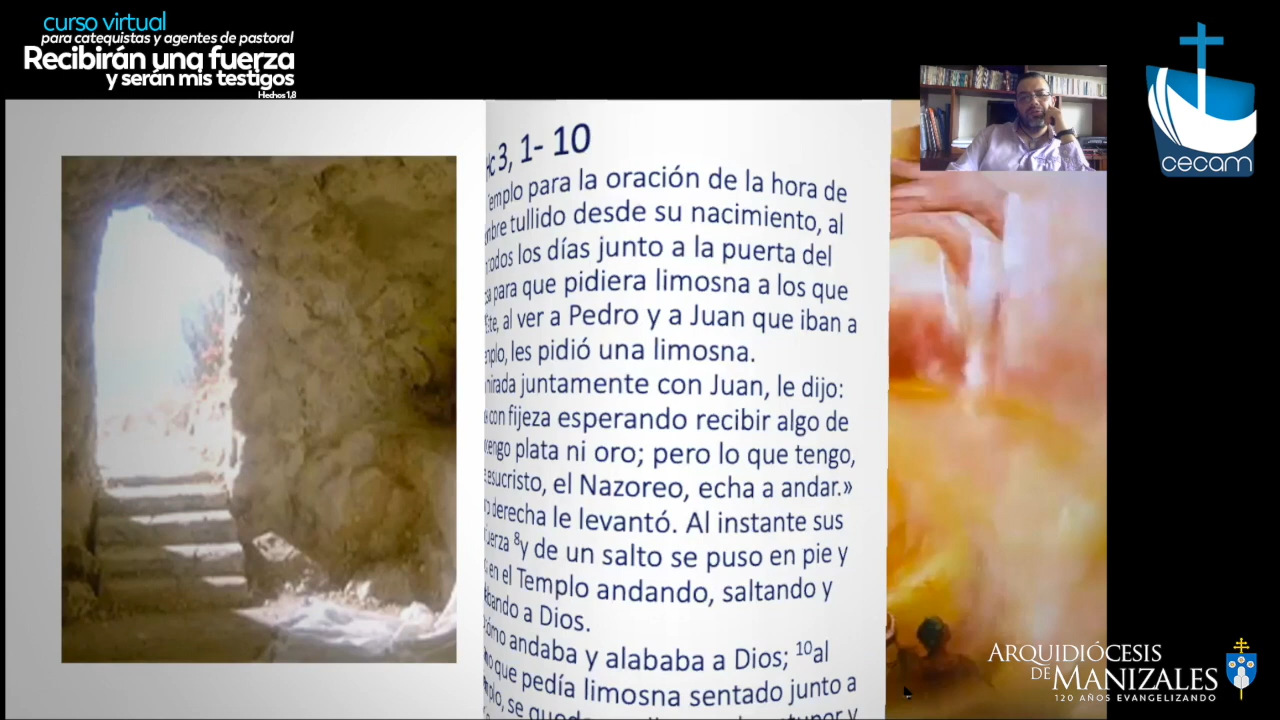 curso virtual
para catequistas y agentes de pastoral
Recibirán una fuerza
y serán mis testigos
Hechos 1,8
cecam
3, 1- 10
para la oración de la hora de
tullido desde su nacimiento, al
los días junto a la puerta del
para que pidiera limosna a los que
al ver a Pedro y a Juan que iban a
les pidió una limosna.
juntamente con Juan, le dijo:
con fijeza esperando recibir algo de
plata ni oro; pero lo que tengo,
el Nazoreo, echa a andar.»
derecha le levantó. Al instante sus
⁸y de un salto se puso en pie y
en el Templo andando, saltando y
a Dios.
andaba y alababa a Dios; ¹⁰al
que pedía limosna sentado junto a
ARQUIDIÓCESIS
DE MANIZALES
120 AÑOS EVANGELIZANDO